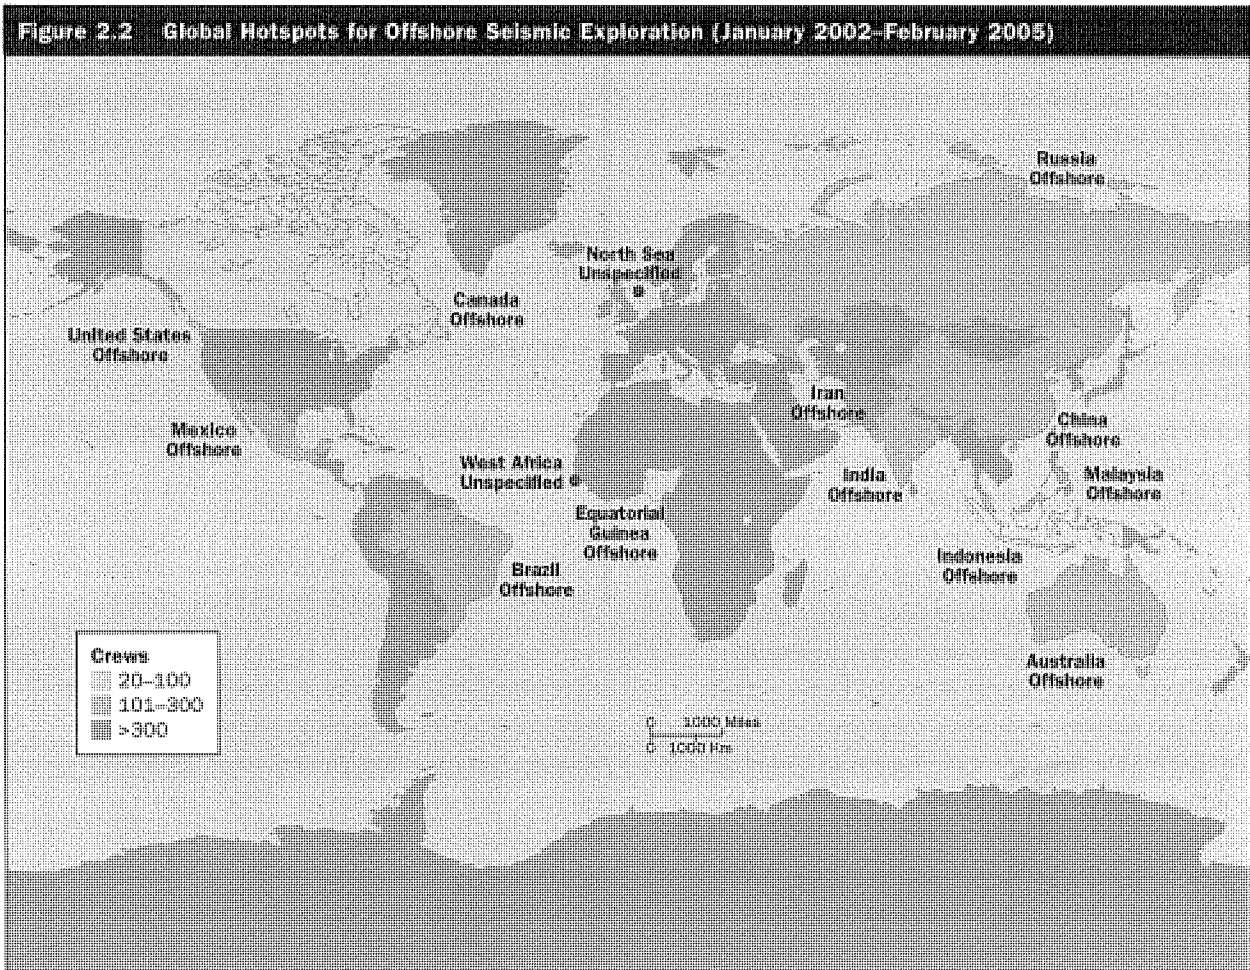 Figure 2.2 Global Hotspots for Offshore Seismic Exploration (January 2002–February 2005)
Russia
Offshore
North Sea
Unspecified
Canada
Offshore
United States
Offshore
Iran
Offshore
Mexico
Offshore
China
Offshore
West Africa
Unspecified
India
Offshore
Malaysia
Offshore
Equatorial
Guinea
Offshore
Indonesia
Offshore
Brazil
Offshore
Australia
Offshore
Crews
20–100
101–300
>300
0 1000 Miles
0 1000 Km